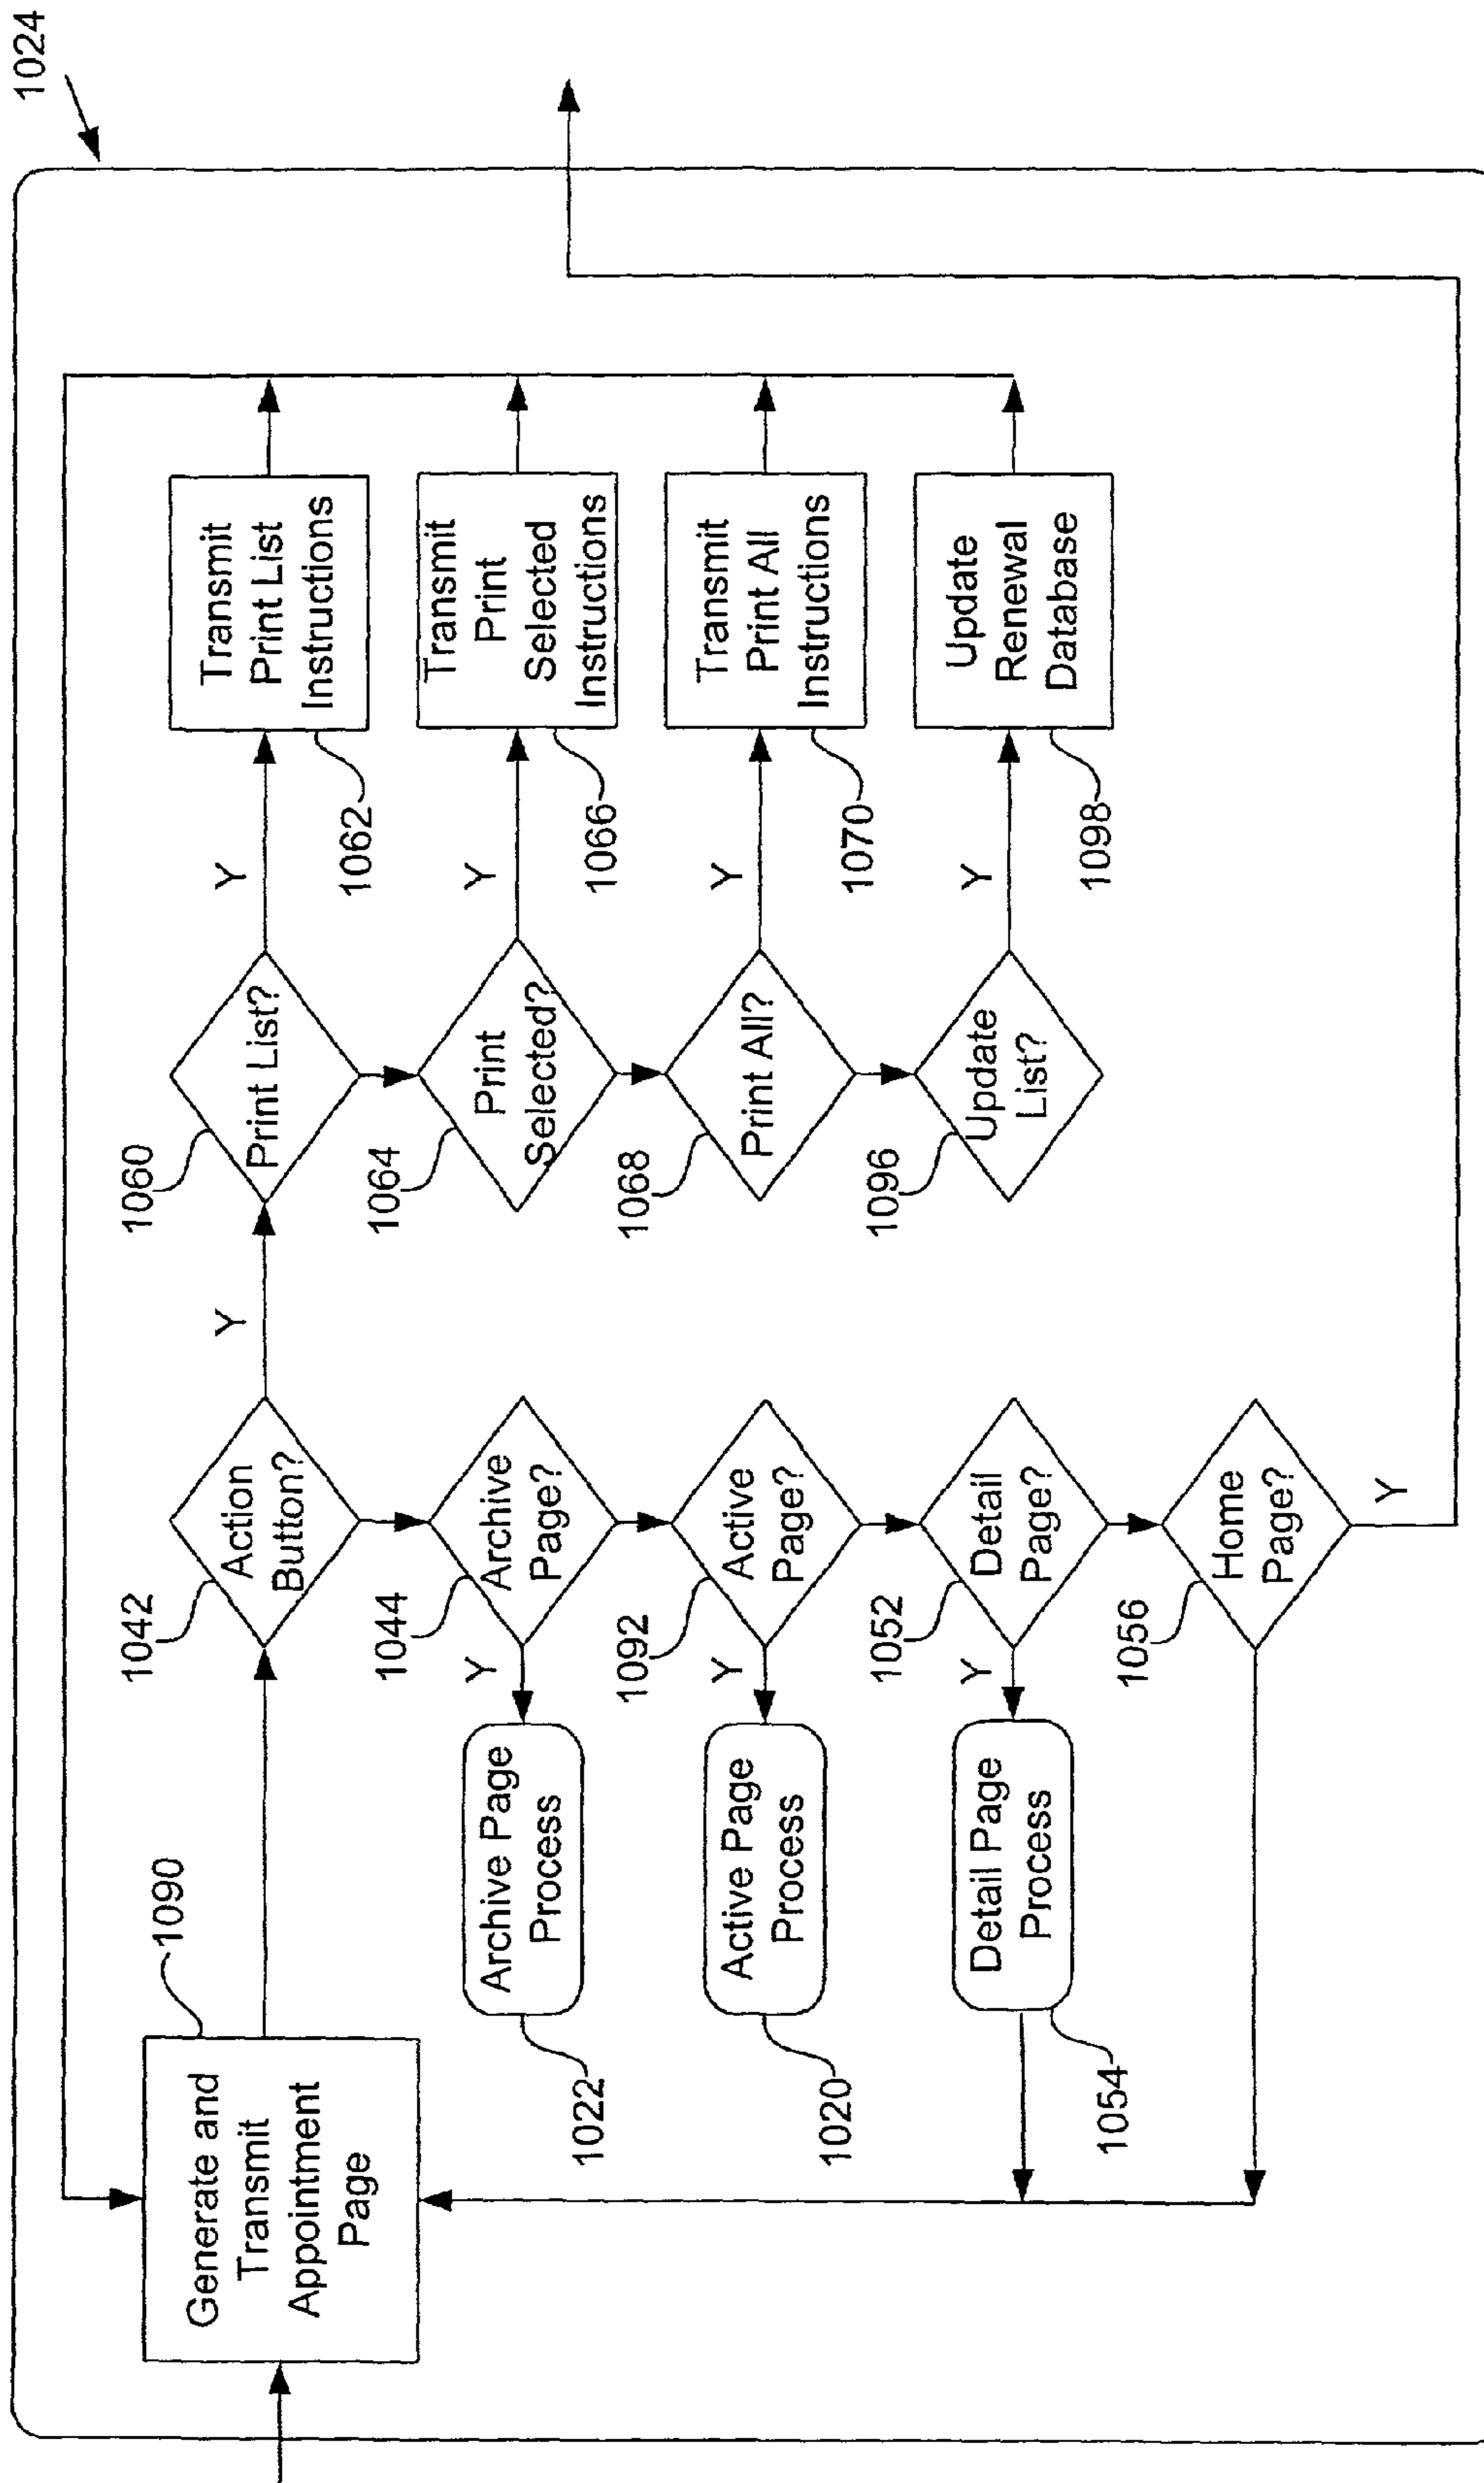 1024
Generate and
Transmit
Appointment
Page
1090
1042
Action
Button?
Y
1060
Print List?
Y
Transmit
Print List
Instructions
1062
1044
Archive
Page?
Y
Archive Page
Process
1022
1064
Print
Selected?
Y
Transmit
Print
Selected
Instructions
1066
1092
Active
Page?
Y
Active Page
Process
1020
1068
Print All?
Y
Transmit
Print All
Instructions
1070
1052
Detail
Page?
Y
Detail Page
Process
1054
1096
Update
List?
Y
Update
Renewal
Database
1098
1056
Home
Page?
Y